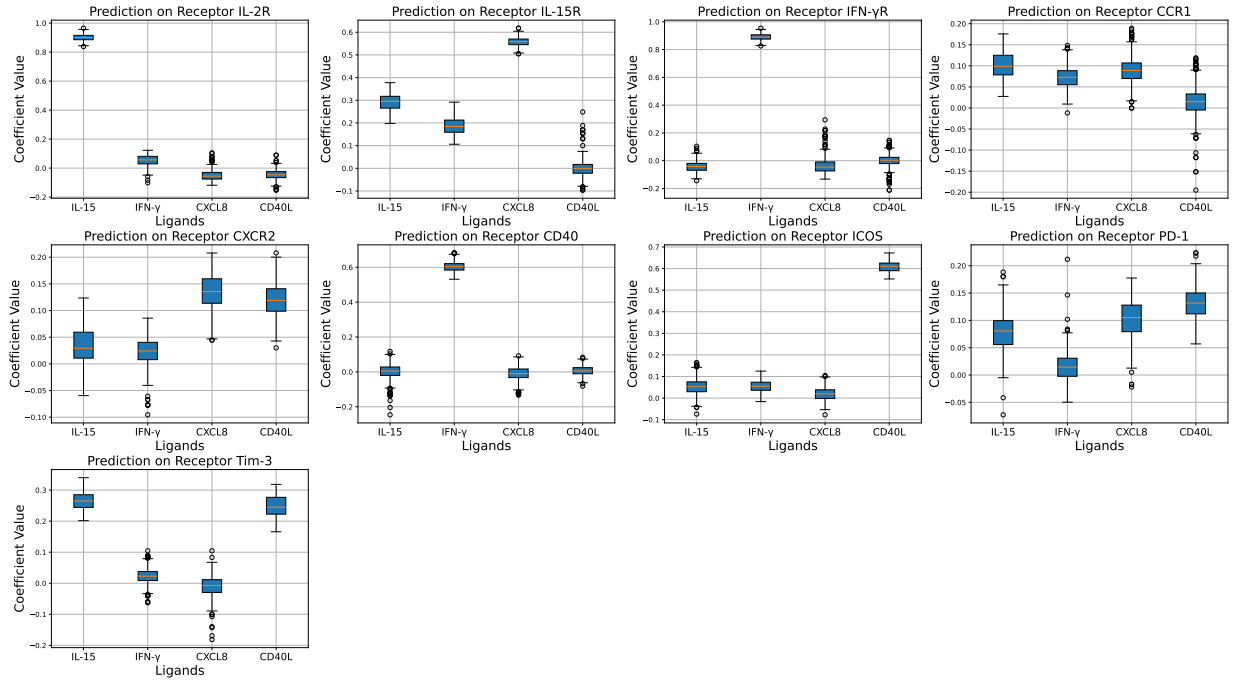 Prediction on Receptor IL-2R
Coefficient Value
1.0
0.8
0.6
0.4
0.2
0.0
−0.2
IL-15 IFN-γ CXCL8 CD40L
Ligands
Prediction on Receptor IL-15R
Coefficient Value
0.6
0.5
0.4
0.3
0.2
0.1
0.0
−0.1
IL-15 IFN-γ CXCL8 CD40L
Ligands
Prediction on Receptor IFN-γR
Coefficient Value
1.0
0.8
0.6
0.4
0.2
0.0
−0.2
IL-15 IFN-γ CXCL8 CD40L
Ligands
Prediction on Receptor CCR1
Coefficient Value
0.20
0.15
0.10
0.05
0.00
−0.05
−0.10
−0.15
−0.20
IL-15 IFN-γ CXCL8 CD40L
Ligands
Prediction on Receptor CXCR2
Coefficient Value
0.20
0.15
0.10
0.05
0.00
−0.05
−0.10
IL-15 IFN-γ CXCL8 CD40L
Ligands
Prediction on Receptor CD40
Coefficient Value
0.6
0.4
0.2
0.0
−0.2
IL-15 IFN-γ CXCL8 CD40L
Ligands
Prediction on Receptor ICOS
Coefficient Value
0.7
0.6
0.5
0.4
0.3
0.2
0.1
0.0
−0.1
IL-15 IFN-γ CXCL8 CD40L
Ligands
Prediction on Receptor PD-1
Coefficient Value
0.20
0.15
0.10
0.05
0.00
−0.05
IL-15 IFN-γ CXCL8 CD40L
Ligands
Prediction on Receptor Tim-3
Coefficient Value
0.3
0.2
0.1
0.0
−0.1
−0.2
IL-15 IFN-γ CXCL8 CD40L
Ligands